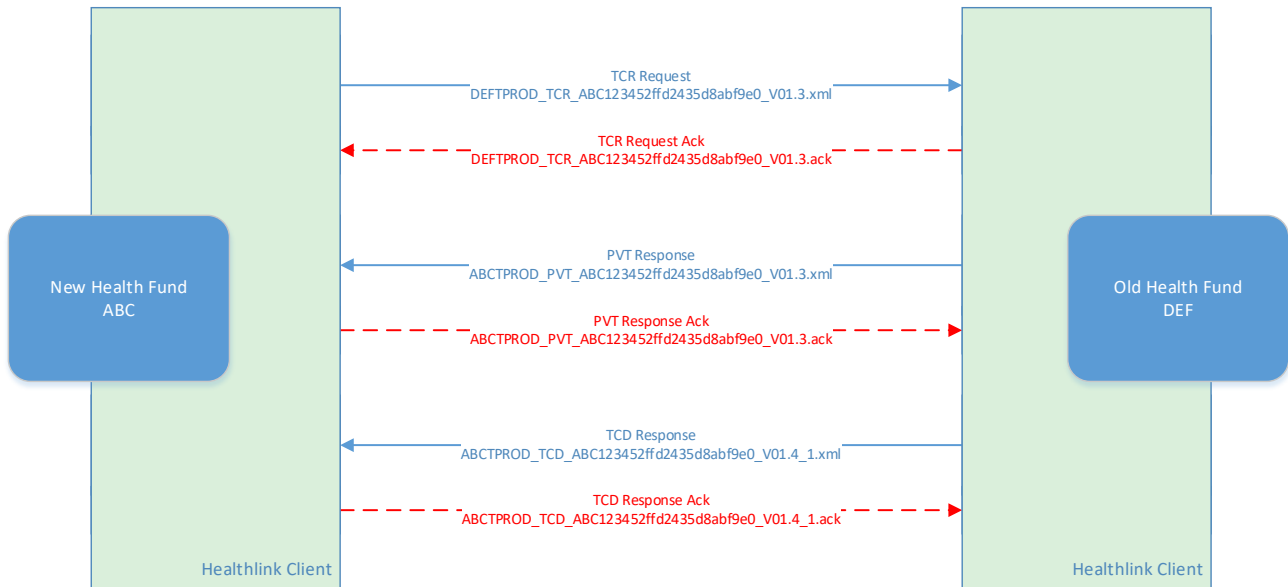 TCR Request
DEFTPROD_TCR_ABC123452ffd2435d8abf9e0_V01.3.xml
TCR Request Ack
DEFTPROD_TCR_ABC123452ffd2435d8abf9e0_V01.3.ack
New Health Fund
ABC
PVT Response
ABCTPROD_PVT_ABC123452ffd2435d8abf9e0_V01.3.xml
PVT Response Ack
ABCTPROD_PVT_ABC123452ffd2435d8abf9e0_V01.3.ack
Old Health Fund
DEF
TCD Response
ABCTPROD_TCD_ABC123452ffd2435d8abf9e0_V01.4_1.xml
TCD Response Ack
ABCTPROD_TCD_ABC123452ffd2435d8abf9e0_V01.4_1.ack
Healthlink Client
Healthlink Client